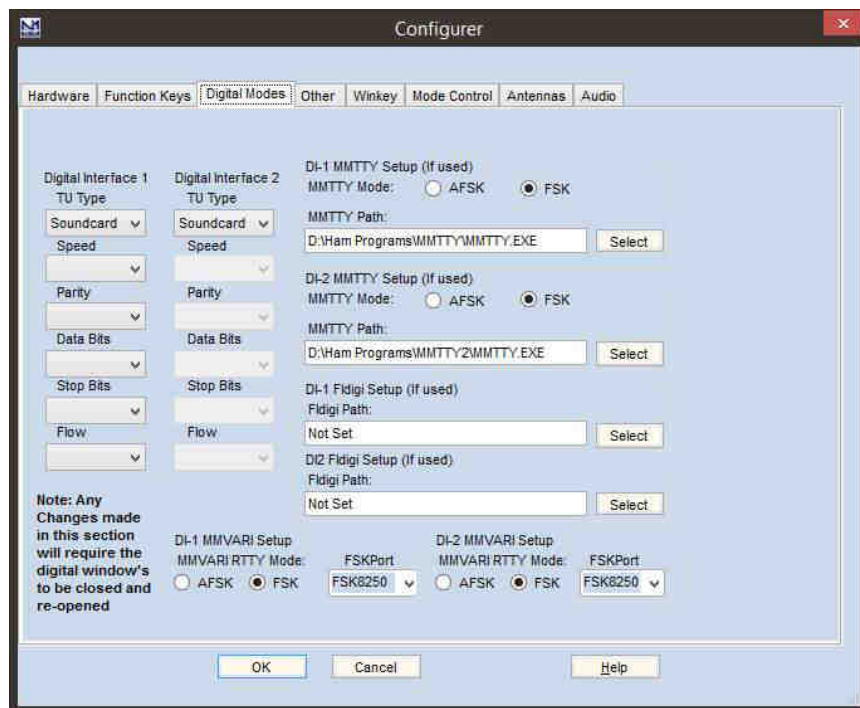 Configurer
Hardware Function Keys Digital Modes Other Winkey Mode Control Antennas Audio
Digital Interface 1
TU Type
Soundcard
Speed
Parity
Data Bits
Stop Bits
Flow
Digital Interface 2
TU Type
Soundcard
Speed
Parity
Data Bits
Stop Bits
Flow
DI-1 MMTTY Setup (If used)
MMTTY Mode: AFSK FSK
MMTTY Path:
D:\Ham Programs\MMTTY\MMTTY.EXE Select
DI-2 MMTTY Setup (If used)
MMTTY Mode: AFSK FSK
MMTTY Path:
D:\Ham Programs\MMTTY2\MMTTY.EXE Select
DI-1 Fldigi Setup (If used)
Fldigi Path:
Not Set Select
DI2 Fldigi Setup (If used)
Fldigi Path:
Not Set Select
Note: Any
Changes made
in this section
will require the
digital window's
to be closed and
re-opened
DI-1 MMVARI Setup
MMVARI RTTY Mode: FSKPort
AFSK FSK FSK8250
DI-2 MMVARI Setup
MMVARI RTTY Mode: FSKPort
AFSK FSK FSK8250
OK Cancel Help